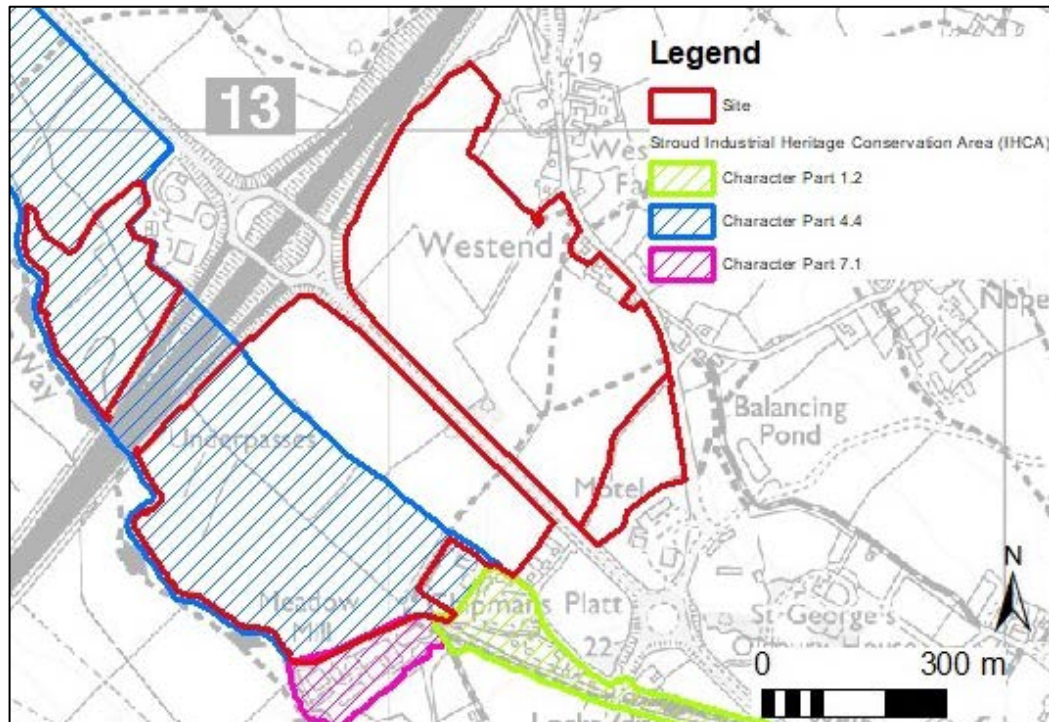 Legend
Site
Stroud Industrial Heritage Conservation Area (IHCA)
Character Part 1.2
Character Part 4.4
Character Part 7.1
13
19
Westend
Way
Underpasses
Balancing
Pond
Motel
Meadow
Mill
Chipmans Platt
22
St George's
N
0 300 m